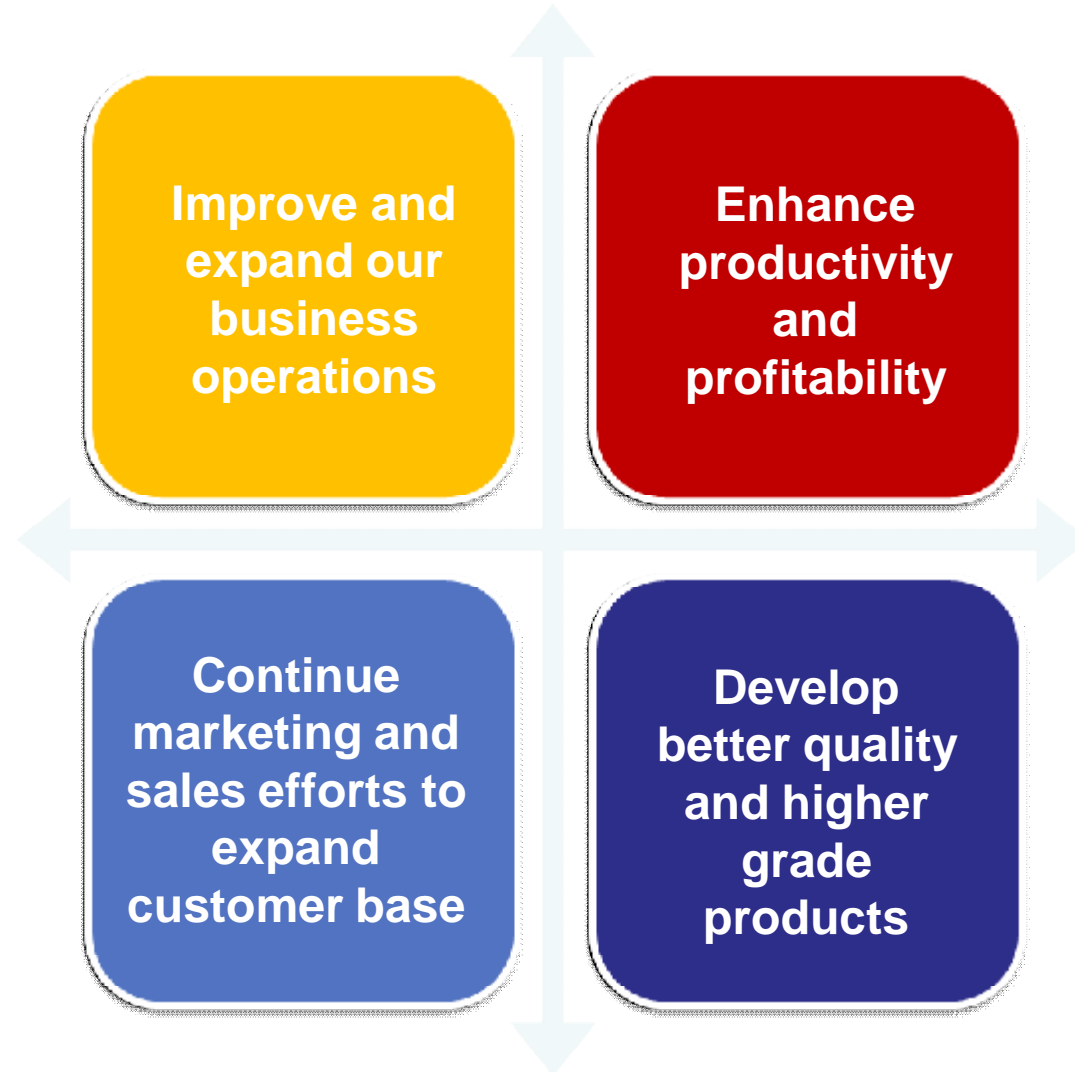 Improve and
expand our
business
operations
Enhance
productivity
and
profitability
Continue
marketing and
sales efforts to
expand
customer base
Develop
better quality
and higher
grade
products